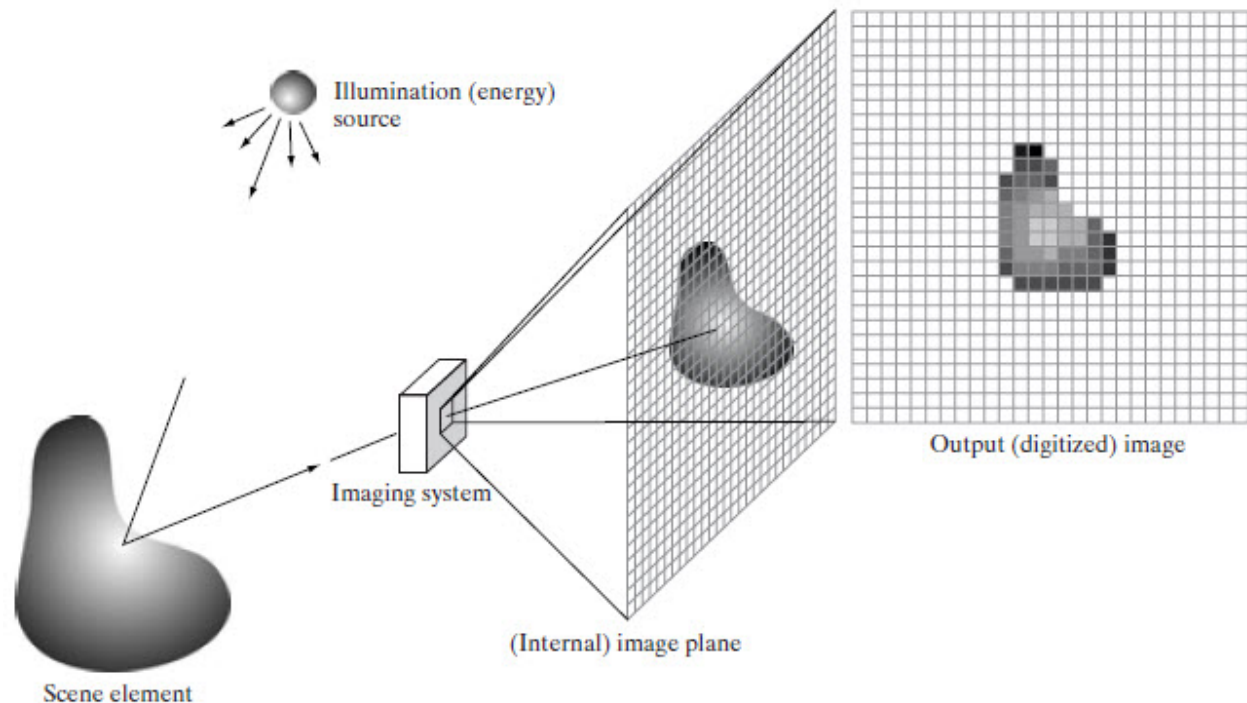 Illumination (energy)
source
Output (digitized) image
Imaging system
(Internal) image plane
Scene element